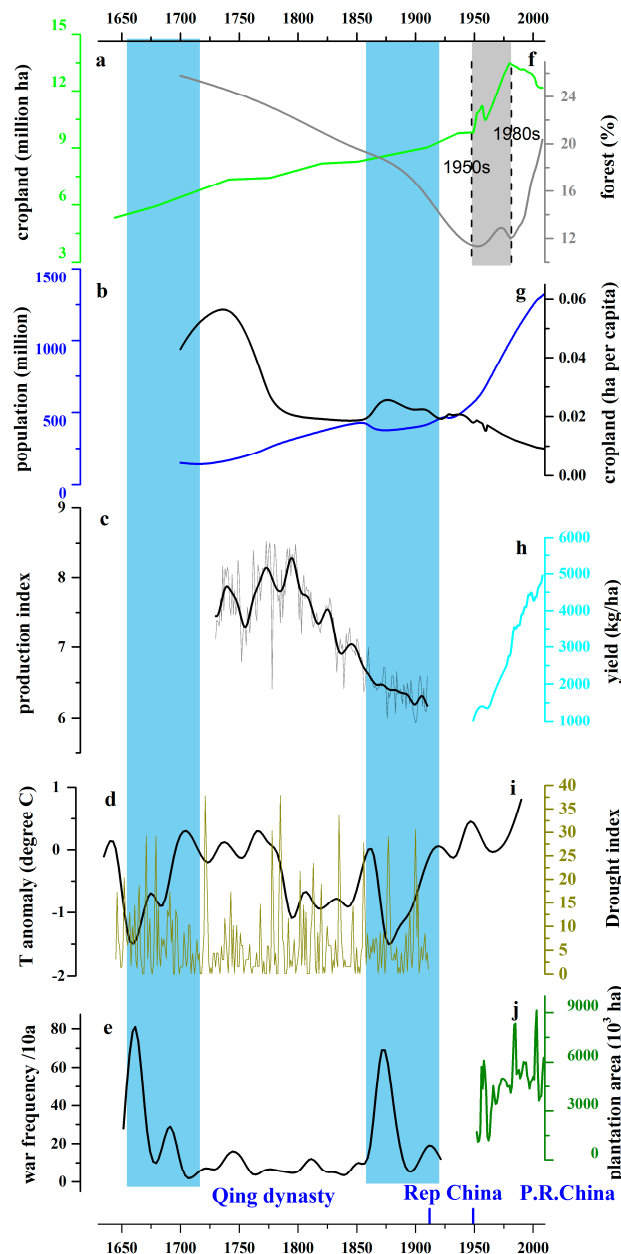 1650 1700 1750 1800 1850 1900 1950 2000
a
f
15
12
9
6
3
cropland (million ha)
24
20
16
12
forest (%)
1980s
1950s
b
g
1500
1000
500
0
population (million)
0.06
0.04
0.02
0.00
cropland (ha per capita)
c
h
9
8
7
6
production index
6000
5000
4000
3000
2000
1000
yield (kg/ha)
d
i
1
0
-1
-2
T anomaly (degree C)
40
35
30
25
20
15
10
5
0
Drought index
e
j
80
60
40
20
0
war frequency /10a
9000
6000
3000
0
plantation area (10³ ha)
Qing dynasty Rep China P.R.China
1650 1700 1750 1800 1850 1900 1950 2000